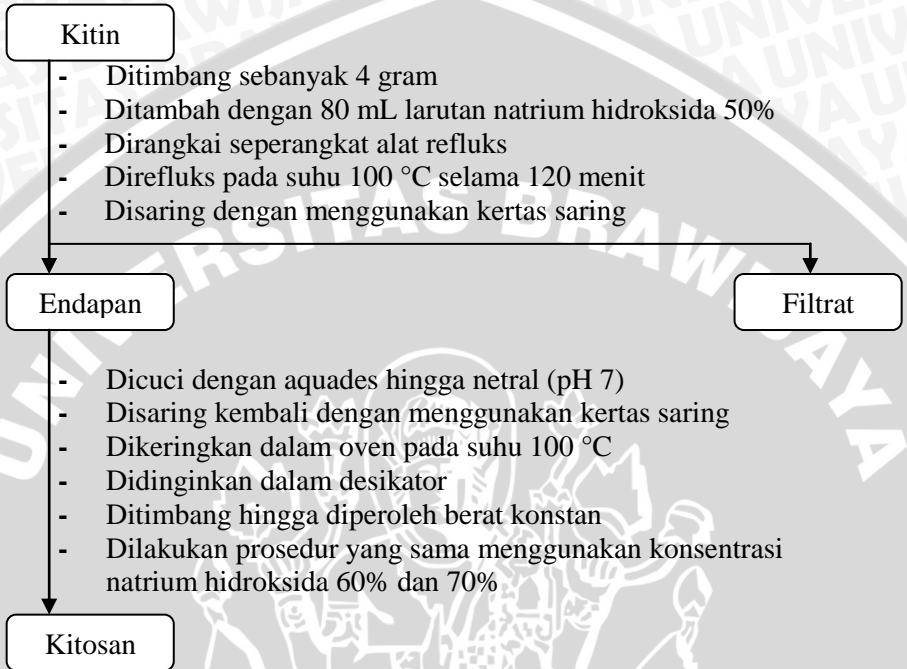 Kitin
- Ditimbang sebanyak 4 gram
- Ditambah dengan 80 mL larutan natrium hidroksida 50%
- Dirangkai seperangkat alat refluks
- Direfluks pada suhu 100 °C selama 120 menit
- Disaring dengan menggunakan kertas saring
Endapan
Filtrat
- Dicuci dengan aquades hingga netral (pH 7)
- Disaring kembali dengan menggunakan kertas saring
- Dikeringkan dalam oven pada suhu 100 °C
- Didinginkan dalam desikator
- Ditimbang hingga diperoleh berat konstan
- Dilakukan prosedur yang sama menggunakan konsentrasi
natrium hidroksida 60% dan 70%
Kitosan
UNIVERSITAS BRAWIJAYA